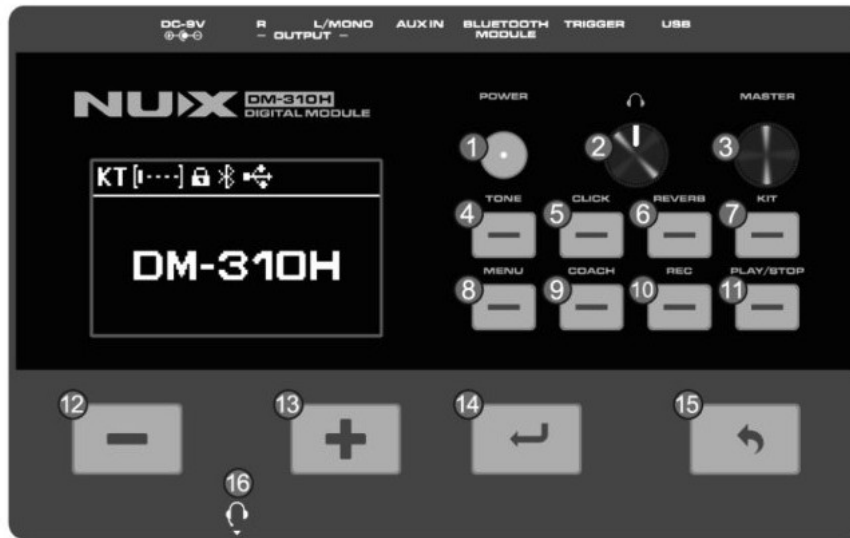 DC-9V
R L/MONO
– OUTPUT –
AUX IN
BLUETOOTH
MODULE
TRIGGER
USB
NUX DM-310H
DIGITAL MODULE
POWER
MASTER
1
2
3
KT [I----]
DM-310H
TONE
CLICK
REVERB
KIT
4
5
6
7
MENU
COACH
REC
PLAY/STOP
8
9
10
11
12
13
14
15
16